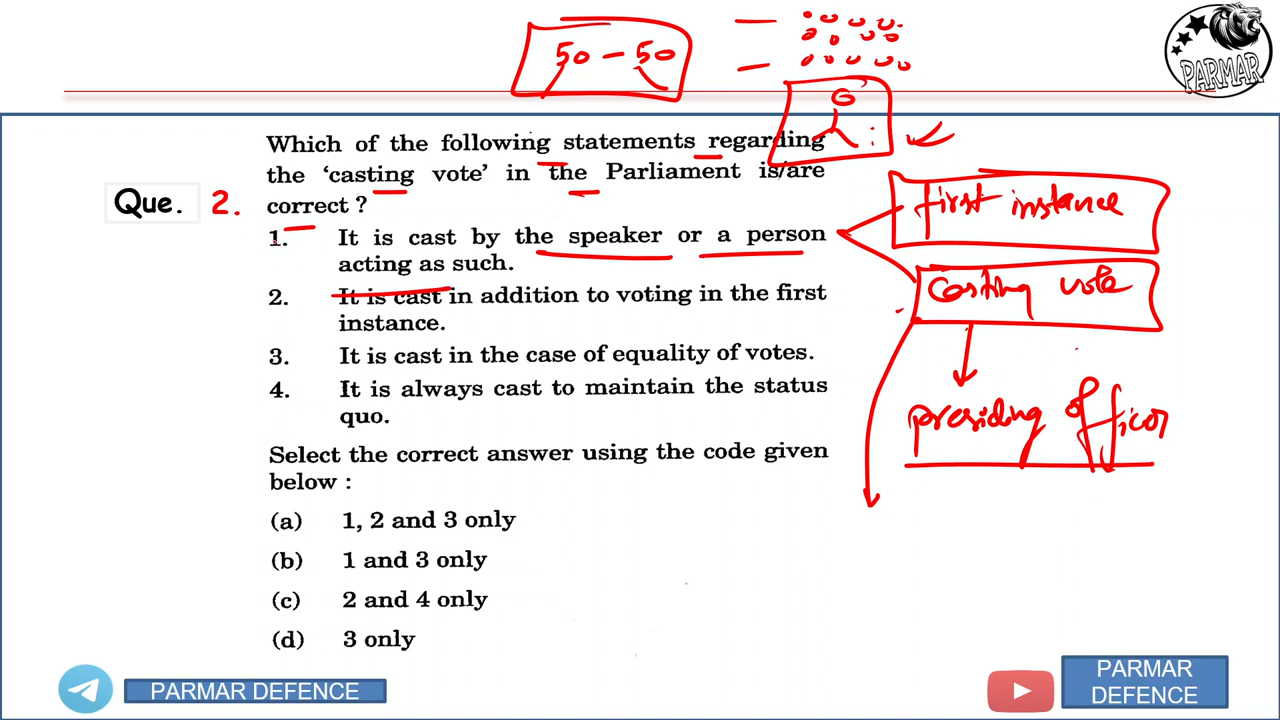 50 - 50
PARMAR
Which of the following statements regarding
the ‘casting vote’ in the Parliament is/are
correct ?
Que. 2.
1. It is cast by the speaker or a person
acting as such.
2. It is cast in addition to voting in the first
instance.
3. It is cast in the case of equality of votes.
4. It is always cast to maintain the status
quo.
Select the correct answer using the code given
below :
(a) 1, 2 and 3 only
(b) 1 and 3 only
(c) 2 and 4 only
(d) 3 only
first instance
casting vote
presiding officer
PARMAR DEFENCE
PARMAR
DEFENCE